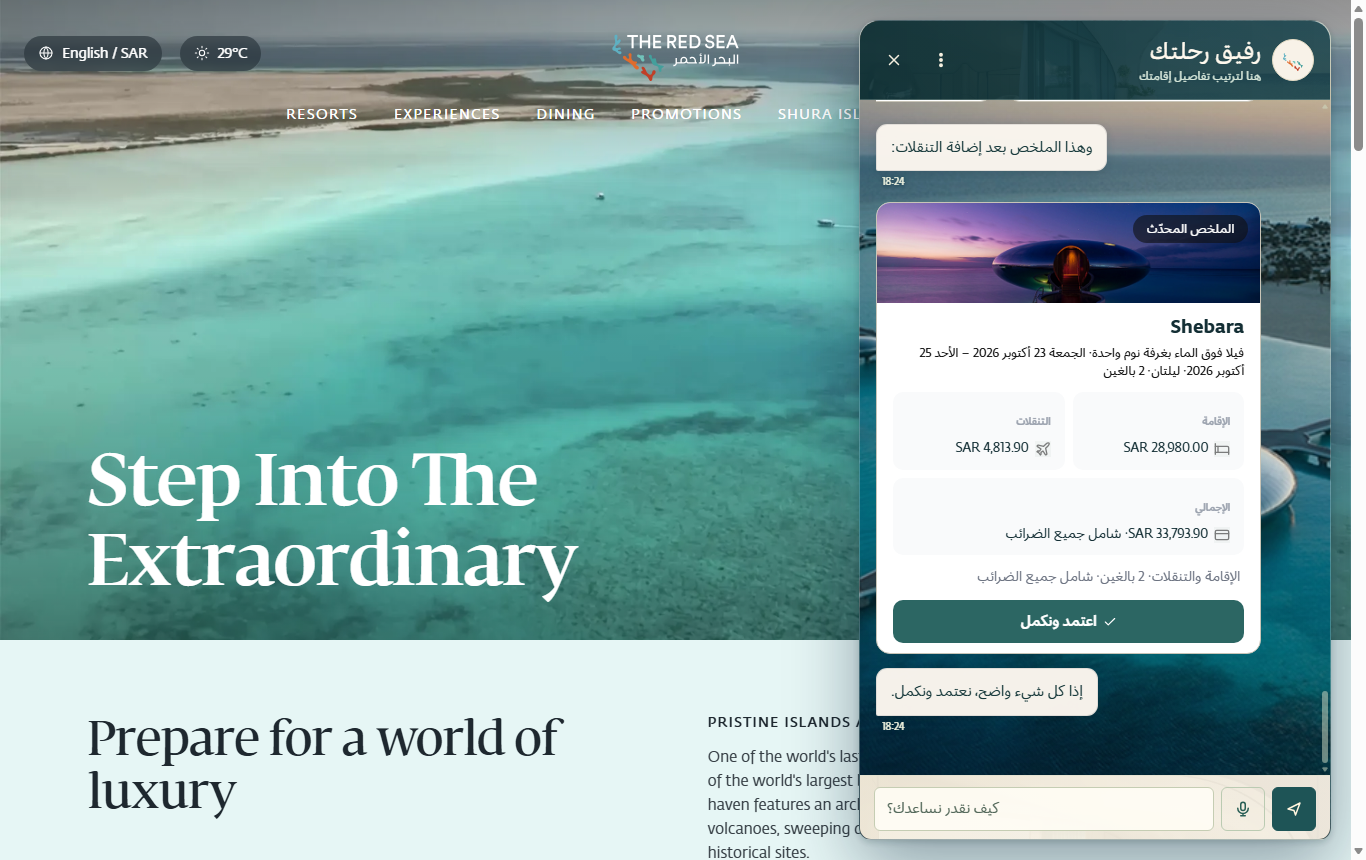 English / SAR
29°C
THE RED SEA
البحر الأحمر
RESORTS
EXPERIENCES
DINING
PROMOTIONS
SHURA ISL
Step Into The
Extraordinary
Prepare for a world of
luxury
PRISTINE ISLANDS
One of the world's las
of the world's largest
haven features an arc
volcanoes, sweeping
historical sites.
رفيق رحلتك
هنا لترتيب تفاصيل إقامتك
وهذا الملخص بعد إضافة التنقلات:
18:24
الملخص المحدّث
Shebara
فيلا فوق الماء بغرفة نوم واحدة· الجمعة 23 أكتوبر 2026 – الأحد 25
أكتوبر 2026· ليلتان· 2 بالغين
الإقامة
SAR 28,980.00
التنقلات
SAR 4,813.90
الإجمالي
SAR 33,793.90· شامل جميع الضرائب
الإقامة والتنقلات· 2 بالغين· شامل جميع الضرائب
اعتمد ونكمل
إذا كل شيء واضح، نعتمد ونكمل.
18:24
كيف نقدر نساعدك؟